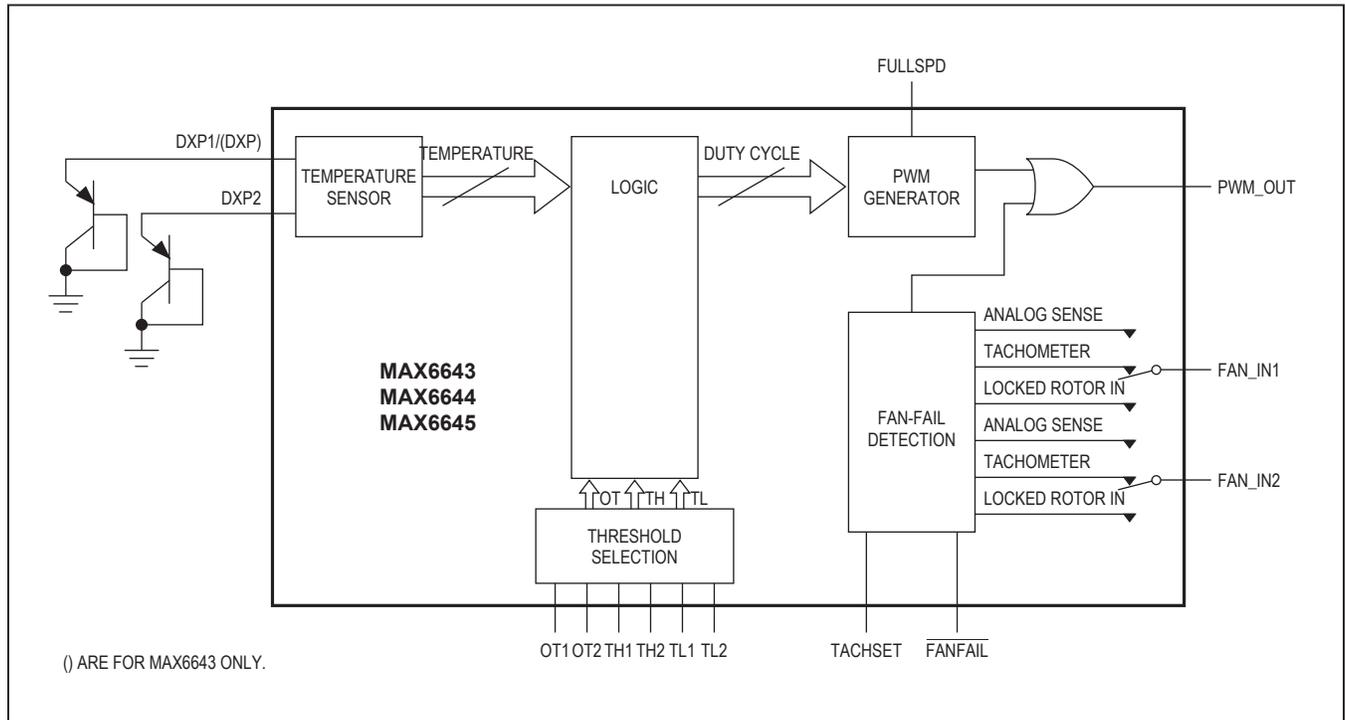 FULLSPD
DXP1/(DXP)
DXP2
TEMPERATURE
SENSOR
TEMPERATURE
LOGIC
DUTY CYCLE
PWM
GENERATOR
PWM_OUT
MAX6643
MAX6644
MAX6645
FAN-FAIL
DETECTION
ANALOG SENSE
TACHOMETER
LOCKED ROTOR IN
FAN_IN1
ANALOG SENSE
TACHOMETER
LOCKED ROTOR IN
FAN_IN2
OT TH TL
THRESHOLD
SELECTION
OT1 OT2 TH1 TH2 TL1 TL2
TACHSET
FANFAIL
() ARE FOR MAX6643 ONLY.